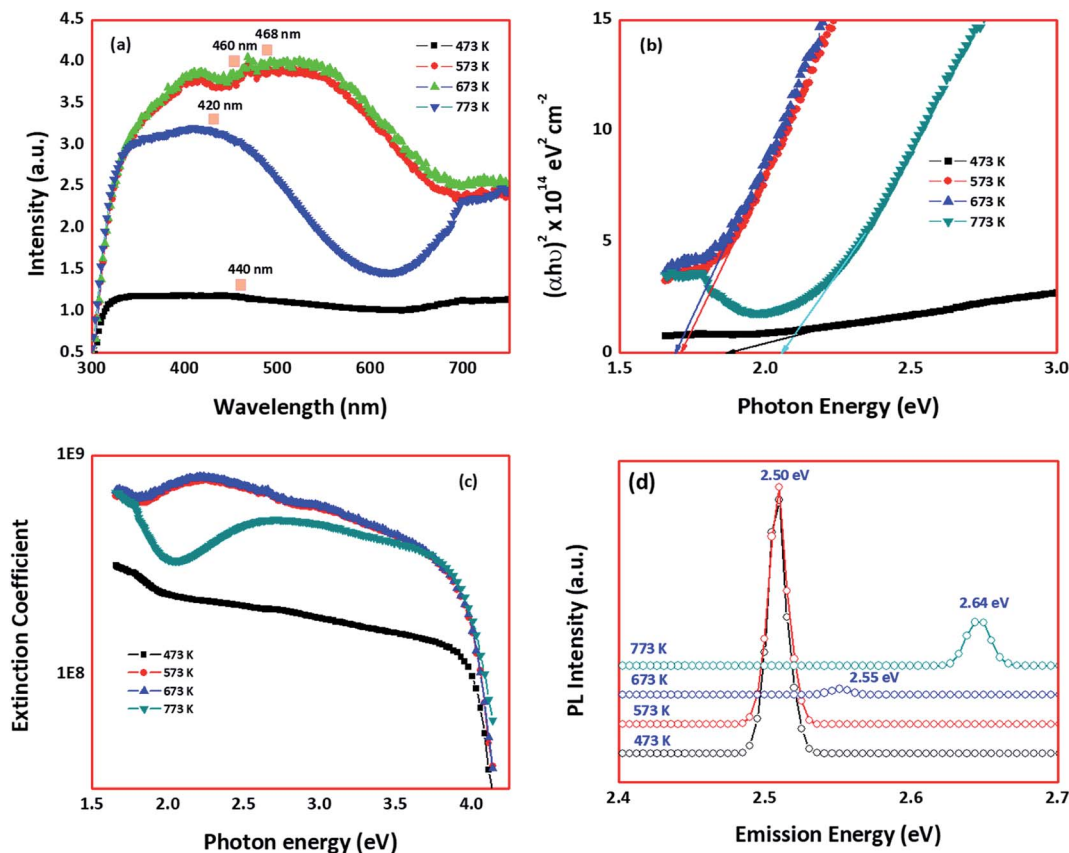 (a)
4.5
4.0
3.5
3.0
2.5
2.0
1.5
1.0
0.5
Intensity (a.u.)
460 nm
468 nm
420 nm
440 nm
473 K
573 K
673 K
773 K
300
400
500
600
700
Wavelength (nm)
(b)
15
10
5
0
(αhυ)² x 10¹⁴ eV² cm⁻²
473 K
573 K
673 K
773 K
1.5
2.0
2.5
3.0
Photon Energy (eV)
(c)
1E9
1E8
Extinction Coefficient
473 K
573 K
673 K
773 K
1.5
2.0
2.5
3.0
3.5
4.0
Photon energy (eV)
(d)
PL Intensity (a.u.)
2.50 eV
2.64 eV
773 K
673 K
2.55 eV
573 K
473 K
2.4
2.5
2.6
2.7
Emission Energy (eV)